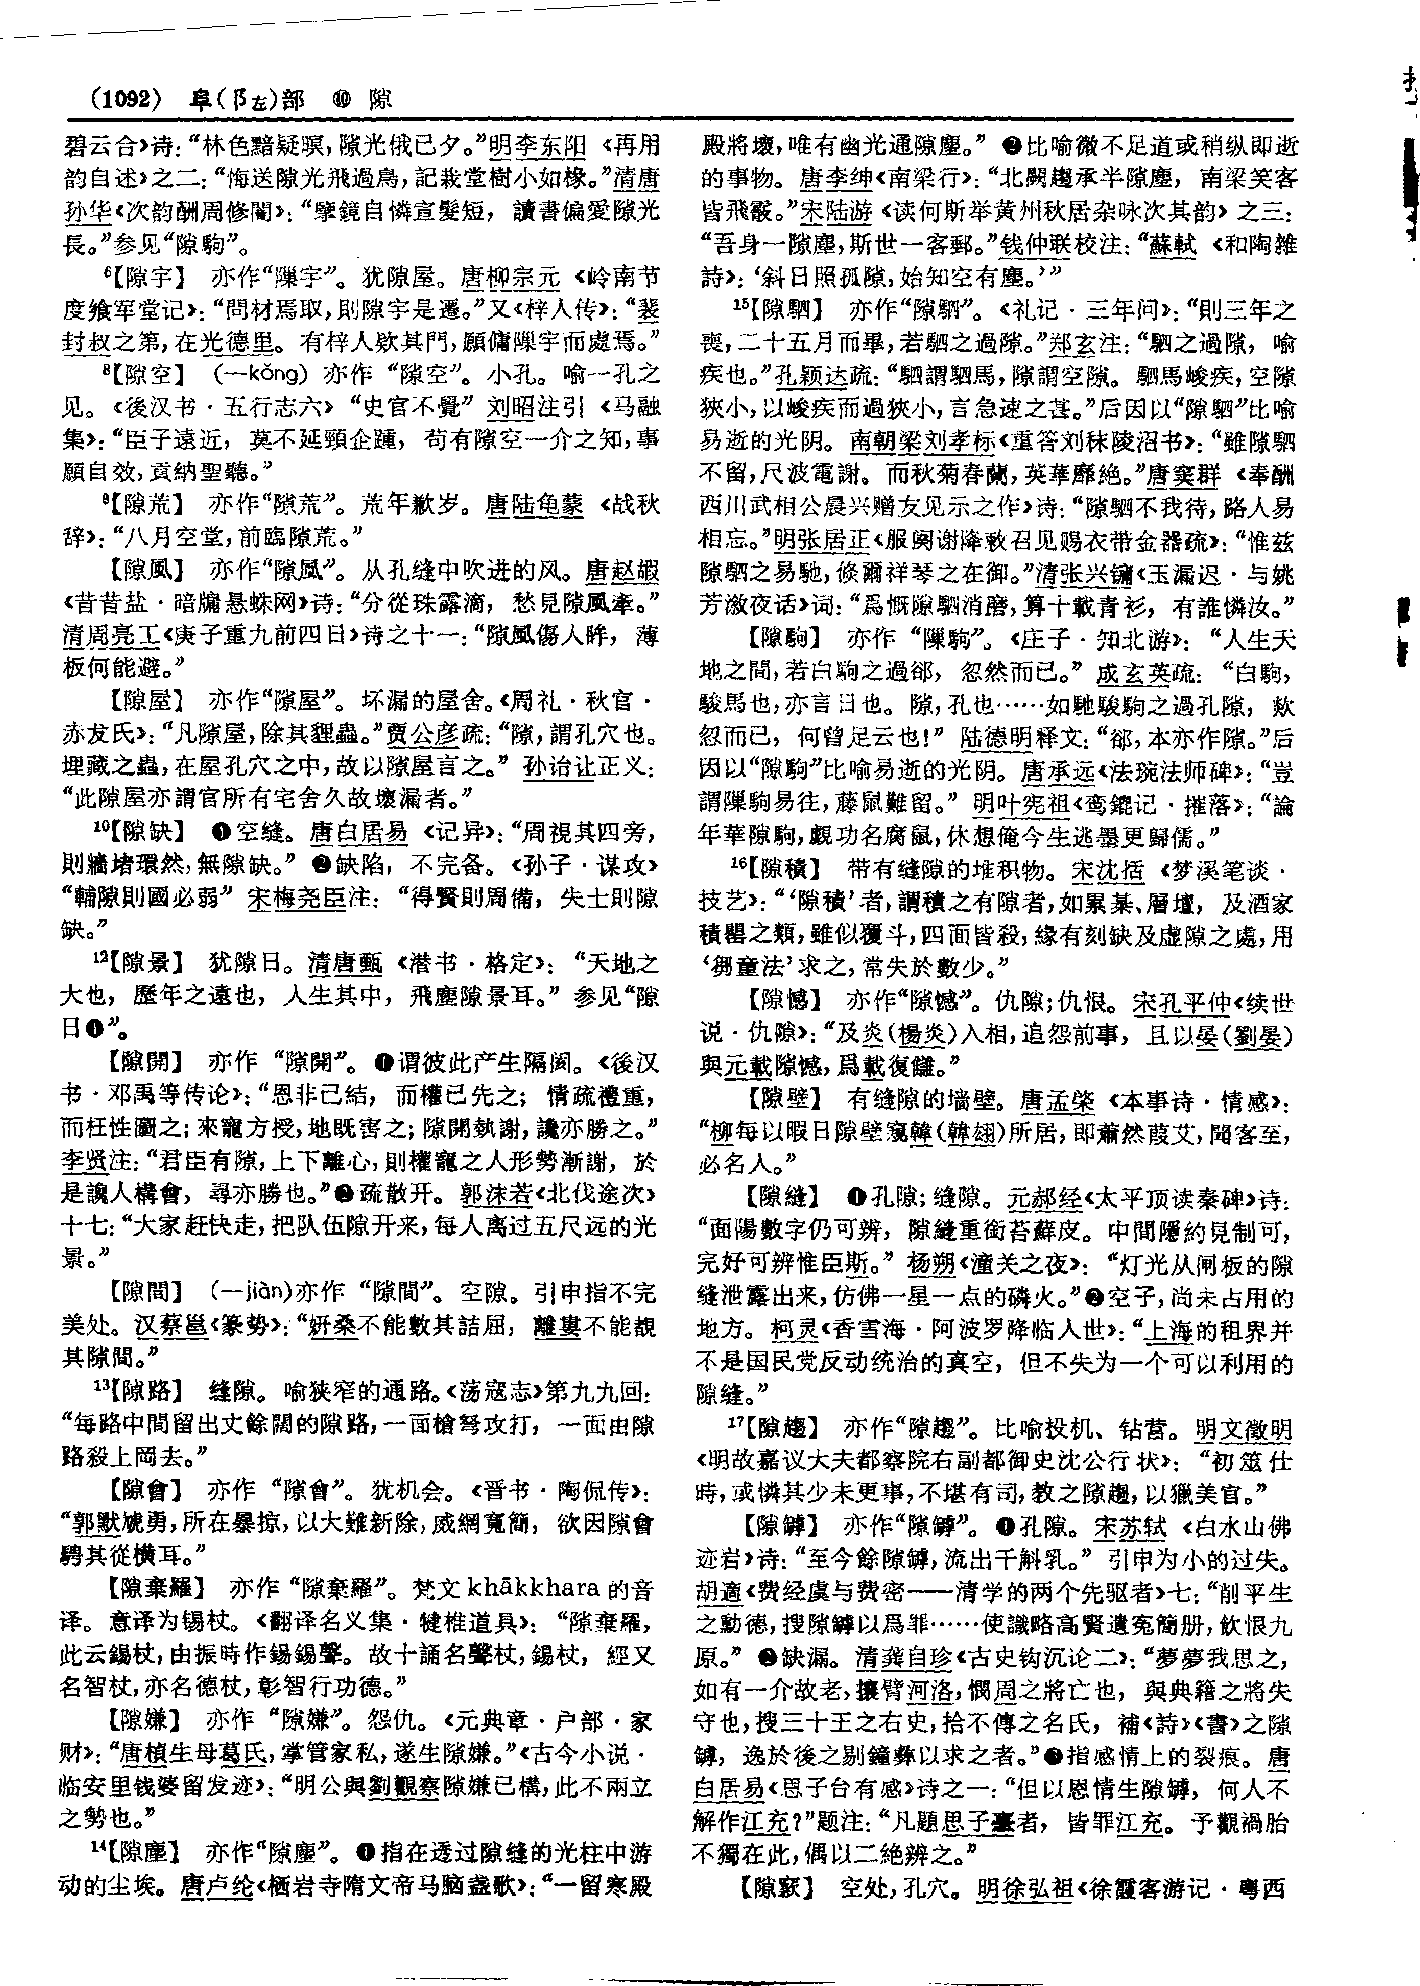 (1092) 阜(阝左)部 ⑩ 隙
碧云合》诗：“林色黯疑暝，隙光俄已夕。”明李东阳《再用
韵自述》之二：“悔送隙光飛過鳥，記栽堂樹小如椽。”清唐
孙华《次韵酬周修閣》：“孽鏡自憐宣髮短，讀書偏愛隙光
長。”参见“隙駒”。
⁶【隙宇】 亦作“隟宇”。犹隙屋。唐柳宗元《岭南节
度飨军堂记》：“問材焉取，則隙宇是遷。”又《梓人传》：“裴
封叔之第，在光德里。有梓人欵其門，願傭隟宇而處焉。”
⁸【隙空】 (—kǒng) 亦作“隙空”。小孔。喻一孔之
见。《後汉书·五行志六》“史官不覺”刘昭注引《马融
集》：“臣子遠近，莫不延頸企踵，苟有隙空一介之知，事
願自效，貢納聖聽。”
⁹【隙荒】 亦作“隙荒”。荒年歉岁。唐陆龟蒙《战秋
辞》：“八月空堂，前臨隙荒。”
【隙風】 亦作“隙風”。从孔缝中吹进的风。唐赵嘏
《昔昔盐·暗牖悬蛛网》诗：“分從珠露滴，愁見隙風牽。”
清周亮工《庚子重九前四日》诗之十一：“隙風傷人眸，薄
板何能避。”
【隙屋】 亦作“隙屋”。坏漏的屋舍。《周礼·秋官·
赤犮氏》：“凡隙屋，除其貍蟲。”贾公彦疏：“隙，謂孔穴也。
埋藏之蟲，在屋孔穴之中，故以隙屋言之。”孙诒让正义：
“此隙屋亦謂官所有宅舍久故壞漏者。”
¹⁰【隙缺】 ❶空缝。唐白居易《记异》：“周視其四旁，
則牆堵環然，無隙缺。”❷缺陷，不完备。《孙子·谋攻》
“輔隙則國必弱”宋梅尧臣注：“得賢則周備，失士則隙
缺。”
¹²【隙景】 犹隙日。清唐甄《潜书·格定》：“天地之
大也，歷年之遠也，人生其中，飛塵隙景耳。”参见“隙
日❶”。
【隙開】 亦作“隙開”。❶谓彼此产生隔阂。《後汉
书·邓禹等传论》：“恩非已結，而權已先之；情疏禮重，
而枉性圖之；來寵方授，地既害之；隙開執謝，讒亦勝之。”
李贤注：“君臣有隙，上下離心，則權寵之人形勢漸謝，於
是讒人構會，尋亦勝也。”❷疏散开。郭沫若《北伐途次》
十七：“大家赶快走，把队伍隙开来，每人离过五尺远的光
景。”
【隙間】 (—jiàn)亦作“隙間”。空隙。引申指不完
美处。汉蔡邕《篆势》：“妍桑不能數其詰屈，離婁不能覩
其隙間。”
¹³【隙路】 缝隙。喻狭窄的通路。《荡寇志》第九九回：
“每路中間留出丈餘闊的隙路，一面槍弩攻打，一面由隙
路殺上岡去。”
【隙會】 亦作“隙會”。犹机会。《晋书·陶侃传》：
“郭默虓勇，所在暴掠，以大難新除，威網寬簡，欲因隙會
騁其從橫耳。”
【隙棄羅】 亦作“隙棄羅”。梵文khākkhara的音
译。意译为锡杖。《翻译名义集·犍椎道具》：“隙棄羅，
此云錫杖，由振時作錫錫聲。故十誦名聲杖，錫杖，經又
名智杖，亦名德杖，彰智行功德。”
【隙嫌】 亦作“隙嫌”。怨仇。《元典章·户部·家
财》：“唐楨生母葛氏，掌管家私，遂生隙嫌。”《古今小说·
临安里钱婆留发迹》：“明公與劉觀察隙嫌已構，此不兩立
之勢也。”
¹⁴【隙塵】 亦作“隙塵”。❶指在透过隙缝的光柱中游
动的尘埃。唐卢纶《栖岩寺隋文帝马脑盏歌》：“一留寒殿
殿將壞，唯有幽光通隙塵。”❷比喻微不足道或稍纵即逝
的事物。唐李绅《南梁行》：“北闕趨承半隙塵，南梁笑客
皆飛霰。”宋陆游《读何斯举黄州秋居杂咏次其韵》之三：
“吾身一隙塵，斯世一客郵。”钱仲联校注：“蘇軾《和陶雜
詩》：‘斜日照孤隙，始知空有塵。’”
¹⁵【隙駟】 亦作“隙駟”。《礼记·三年问》：“則三年之
喪，二十五月而畢，若駟之過隙。”郑玄注：“駟之過隙，喻
疾也。”孔颖达疏：“駟謂駟馬，隙謂空隙。駟馬峻疾，空隙
狹小，以峻疾而過狹小，言急速之甚。”后因以“隙駟”比喻
易逝的光阴。南朝梁刘孝标《重答刘秣陵沼书》：“雖隙駟
不留，尺波電謝。而秋菊春蘭，英華靡絶。”唐窦群《奉酬
西川武相公晨兴赠友见示之作》诗：“隙駟不我待，路人易
相忘。”明张居正《服阕谢降敕召见赐衣带金器疏》：“惟兹
隙駟之易馳，倏爾祥琴之在御。”清张兴镛《玉漏迟·与姚
芳溆夜话》词：“爲慨隙駟消磨，算十載青衫，有誰憐汝。”
【隙駒】 亦作“隟駒”。《庄子·知北游》：“人生天
地之間，若白駒之過郤，忽然而已。”成玄英疏：“白駒，
駿馬也，亦言日也。隙，孔也……如馳駿駒之過孔隙，欻
忽而已，何曾足云也！”陆德明释文：“郤，本亦作隙。”后
因以“隙駒”比喻易逝的光阴。唐承远《法琬法师碑》：“豈
謂隟駒易往，藤鼠難留。”明叶宪祖《鸾鎞记·摧落》：“論
年華隙駒，覷功名腐鼠，休想俺今生逃墨更歸儒。”
¹⁶【隙積】 带有缝隙的堆积物。宋沈括《梦溪笔谈·
技艺》：“‘隙積’者，謂積之有隙者，如累棊、層壇，及酒家
積罌之類，雖似覆斗，四面皆殺，緣有刻缺及虛隙之處，用
‘芻童法’求之，常失於數少。”
【隙憾】 亦作“隙憾”。仇隙；仇恨。宋孔平仲《续世
说·仇隙》：“及炎(楊炎)入相，追怨前事，且以晏(劉晏)
與元載隙憾，爲載復讎。”
【隙壁】 有缝隙的墙壁。唐孟棨《本事诗·情感》：
“柳每以暇日隙壁窺韓(韓翃)所居，即蕭然葭艾，聞客至，
必名人。”
【隙縫】 ❶孔隙；缝隙。元郝经《太平顶读秦碑》诗：
“面陽數字仍可辨，隙縫重銜苔蘚皮。中間隱約見制可，
完好可辨惟臣斯。”杨朔《潼关之夜》：“灯光从闸板的隙
缝泄露出来，仿佛一星一点的磷火。”❷空子，尚未占用的
地方。柯灵《香雪海·阿波罗降临人世》：“上海的租界并
不是国民党反动统治的真空，但不失为一个可以利用的
隙缝。”
¹⁷【隙趨】 亦作“隙趨”。比喻投机、钻营。明文徵明
《明故嘉议大夫都察院右副都御史沈公行状》：“初筮仕
時，或憐其少未更事，不堪有司，教之隙趨，以獵美官。”
【隙罅】 亦作“隙罅”。❶孔隙。宋苏轼《白水山佛
迹岩》诗：“至今餘隙罅，流出千斛乳。”引申为小的过失。
胡適《费经虞与费密——清学的两个先驱者》七：“削平生
之勳德，搜隙罅以爲罪……使識略高賢遺冤簡册，飲恨九
原。”❷缺漏。清龚自珍《古史钩沉论二》：“夢夢我思之，
如有一介故老，攘臂河洛，憫周之將亡也，與典籍之將失
守也，搜三十王之右史，拾不傳之名氏，補《詩》《書》之隙
罅，逸於後之剔鐘彝以求之者。”❸指感情上的裂痕。唐
白居易《思子台有感》诗之一：“但以恩情生隙罅，何人不
解作江充？”题注：“凡題思子臺者，皆罪江充。予觀禍胎
不獨在此，偶以二絶辨之。”
【隙竅】 空处，孔穴。明徐弘祖《徐霞客游记·粤西